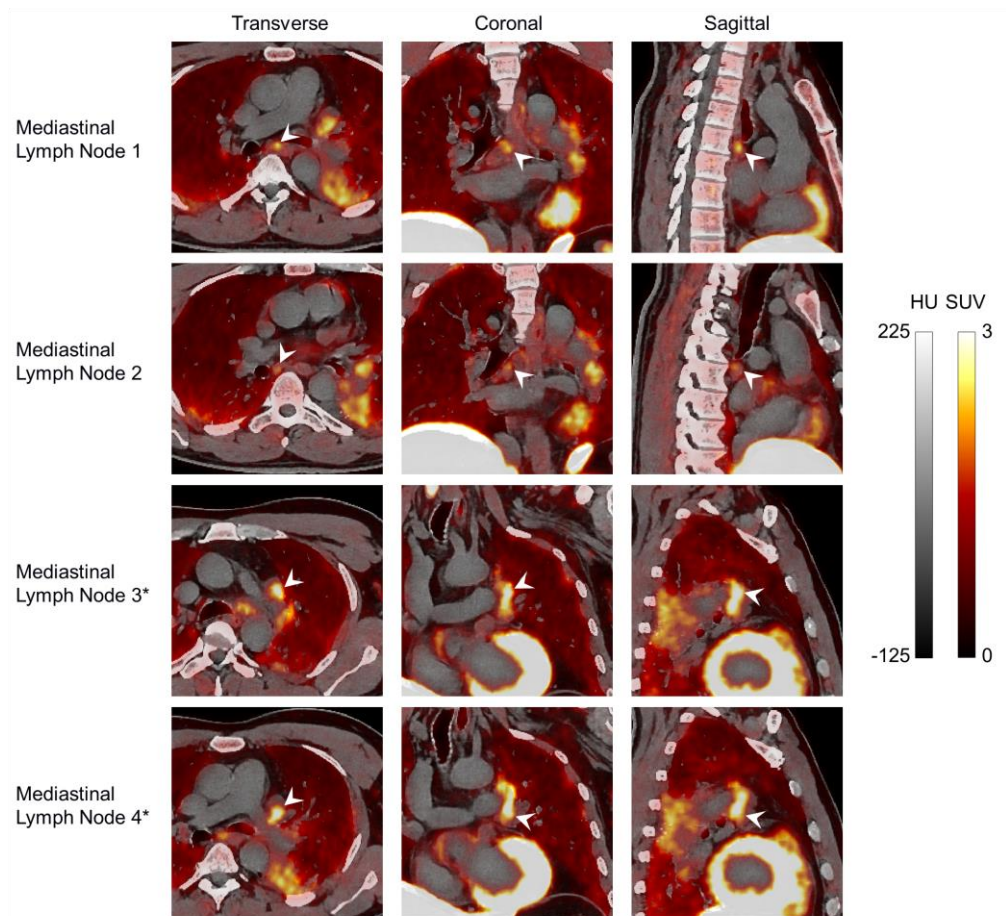 Transverse
Coronal
Sagittal
Mediastinal
Lymph Node 1
Mediastinal
Lymph Node 2
HU SUV
225
3
-125
0
Mediastinal
Lymph Node 3*
Mediastinal
Lymph Node 4*